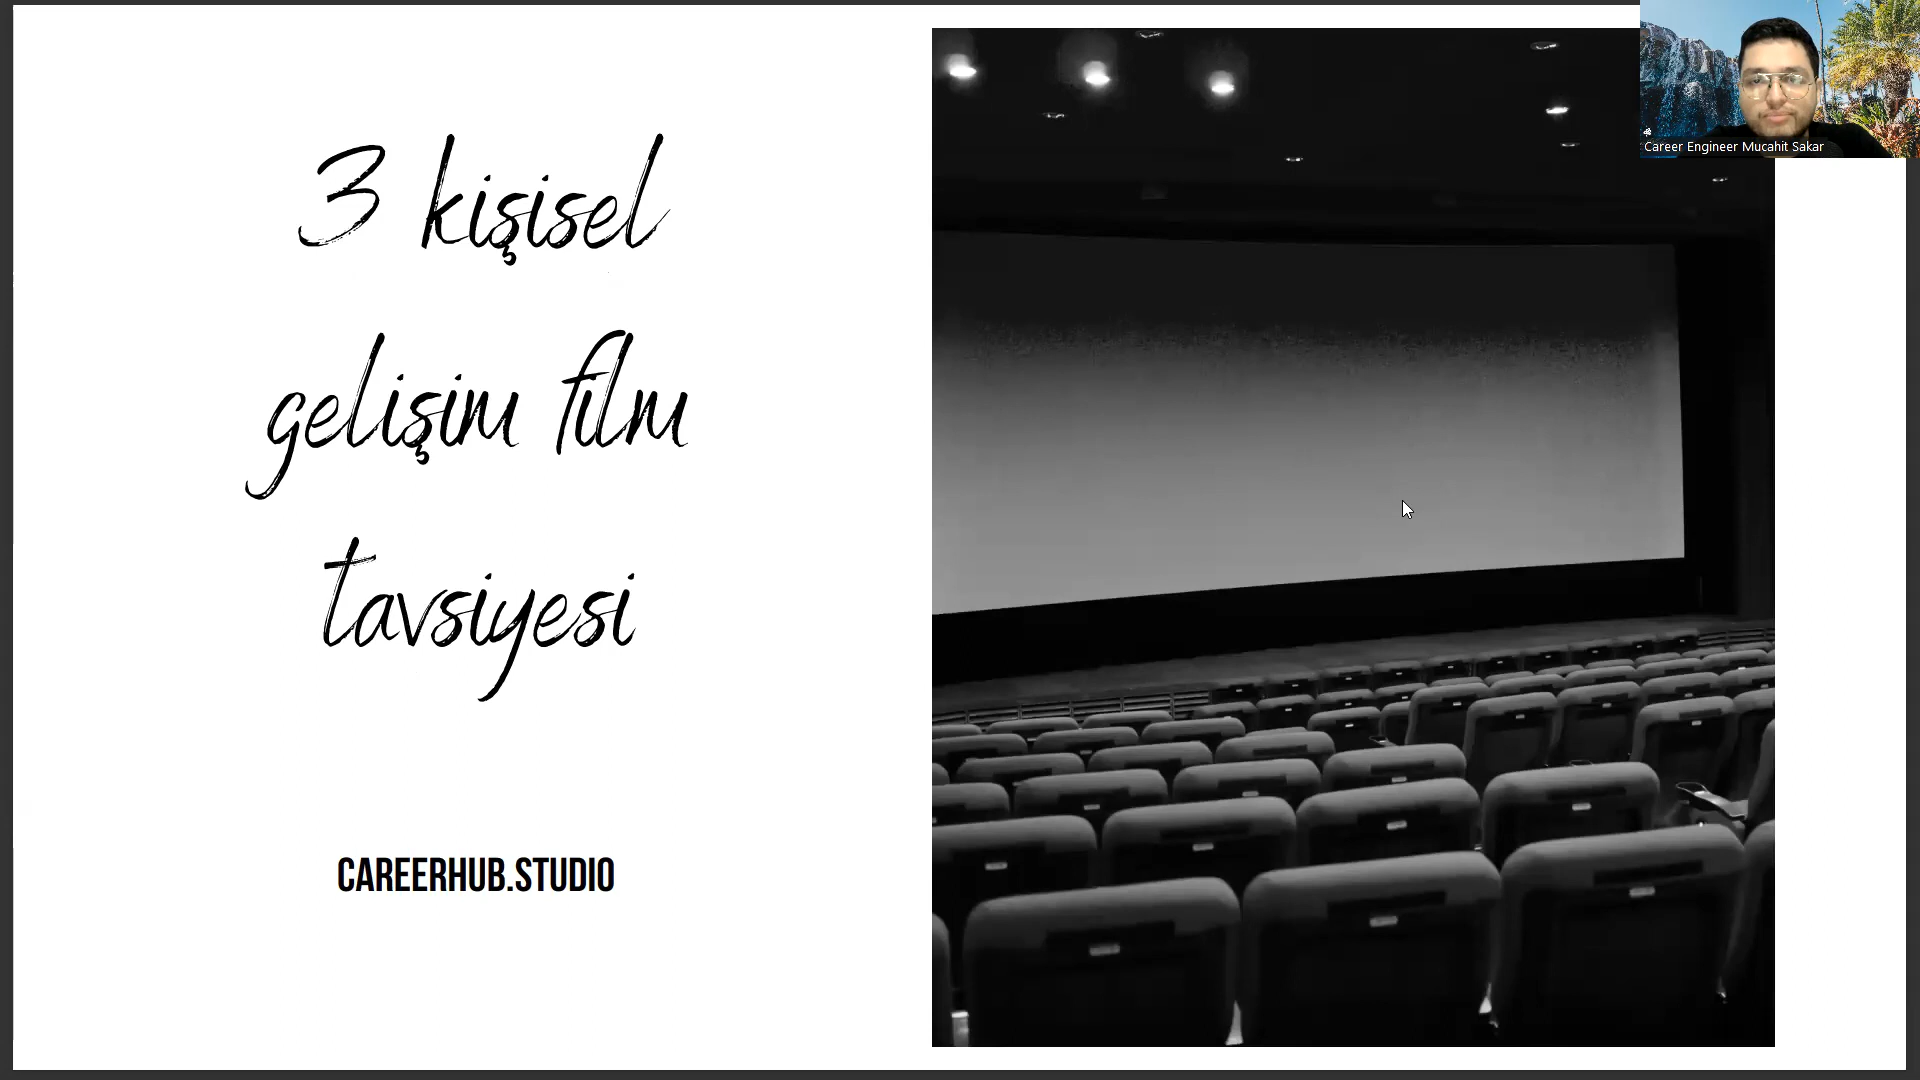 3 kişisel
gelişim film
tavsiyesi
CAREERHUB.STUDIO
Career Engineer Mucahit Sakar